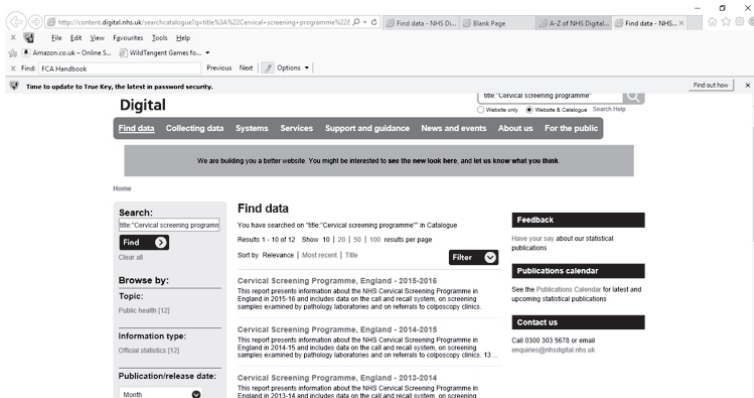 http://content.digital.nhs.uk/searchcatalogue?q=title%3A%22Cervical+screening+programme%22&
Find data - NHS Di...
Blank Page
A-Z of NHS Digital...
Find data - NHS...
File Edit View Favourites Tools Help
Amazon.co.uk – Online S...
WildTangent Games fo...
Find: FCA Handbook
Previous Next
Options
Time to update to True Key, the latest in password security.
Find out how
Digital
title:"Cervical screening programme"
Website only
Website & Catalogue
Search Help
Find data Collecting data Systems Services Support and guidance News and events About us For the public
We are building you a better website. You might be interested to see the new look here, and let us know what you think.
Home
Search:
title:"Cervical screening programm
Find
Clear all
Browse by:
Topic:
Public health [12]
Information type:
Official statistics [12]
Publication/release date:
Month
Find data
You have searched on "title:"Cervical screening programme"" in Catalogue
Results 1 - 10 of 12 Show 10 | 20 | 50 | 100 results per page
Sort by Relevance | Most recent | Title
Filter
Cervical Screening Programme, England - 2015-2016
This report presents information about the NHS Cervical Screening Programme in
England in 2015-16 and includes data on the call and recall system, on screening
samples examined by pathology laboratories and on referrals to colposcopy clinics.
Cervical Screening Programme, England - 2014-2015
This report presents information about the NHS Cervical Screening Programme in
England in 2014-15 and includes data on the call and recall system, on screening
samples examined by pathology laboratories and on referrals to colposcopy clinics. 13 ...
Cervical Screening Programme, England - 2013-2014
This report presents information about the NHS Cervical Screening Programme in
England in 2013-14 and includes data on the call and recall system, on screening
Feedback
Have your say about our statistical
publications
Publications calendar
See the Publications Calendar for latest and
upcoming statistical publications
Contact us
Call 0300 303 5678 or email
enquiries@nhsdigital.nhs.uk